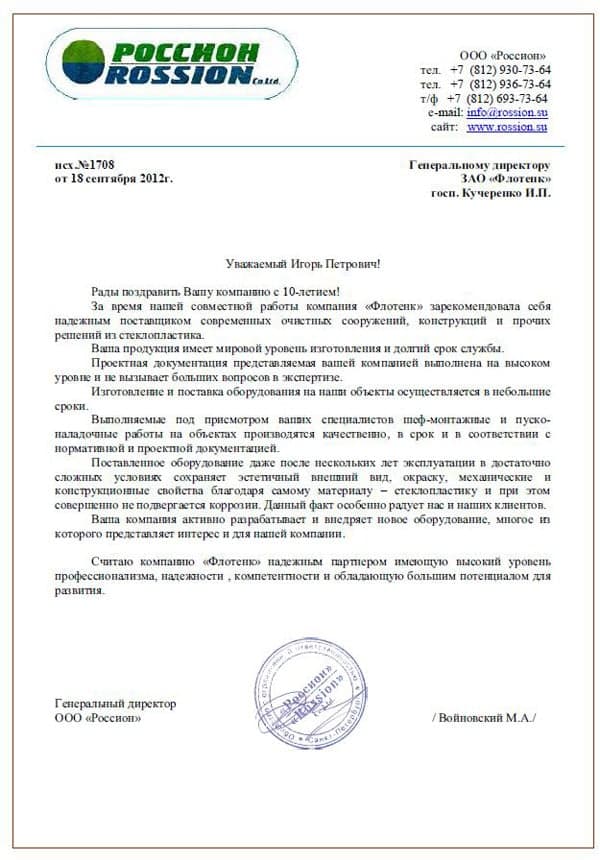 РОССИОН
ROSSION Co.Ltd.
ООО «Россион»
тел. +7 (812) 930-73-64
тел. +7 (812) 936-73-64
т/ф +7 (812) 693-73-64
e-mail: info@rossion.su
сайт: www.rossion.su
исх.№1708
от 18 сентября 2012г.
Генеральному директору
ЗАО «Флотенк»
госп. Кучеренко И.П.
Уважаемый Игорь Петрович!
Рады поздравить Вашу компанию с 10-летием!
За время нашей совместной работы компания «Флотенк» зарекомендовала себя
надежным поставщиком современных очистных сооружений, конструкций и прочих
решений из стеклопластика.
Ваша продукция имеет мировой уровень изготовления и долгий срок службы.
Проектная документация представляемая вашей компанией выполнена на высоком
уровне и не вызывает больших вопросов в экспертизе.
Изготовление и поставка оборудования на наши объекты осуществляется в небольшие
сроки.
Выполняемые под присмотром ваших специалистов шеф-монтажные и пуско-
наладочные работы на объектах производятся качественно, в срок и в соответствии с
нормативной и проектной документацией.
Поставленное оборудование даже после нескольких лет эксплуатации в достаточно
сложных условиях сохраняет эстетичный внешний вид, окраску, механические и
конструкционные свойства благодаря самому материалу – стеклопластику и при этом
совершенно не подвергается коррозии. Данный факт особенно радует нас и наших клиентов.
Ваша компания активно разрабатывает и внедряет новое оборудование, многое из
которого представляет интерес и для нашей компании.
Считаю компанию «Флотенк» надежным партнером имеющую высокий уровень
профессионализма, надежности , компетентности и обладающую большим потенциалом для
развития.
с ограниченной ответственностью
«Россион»
«Rossion»
Санкт-Петербург
Генеральный директор
ООО «Россион»
/ Войновский М.А./